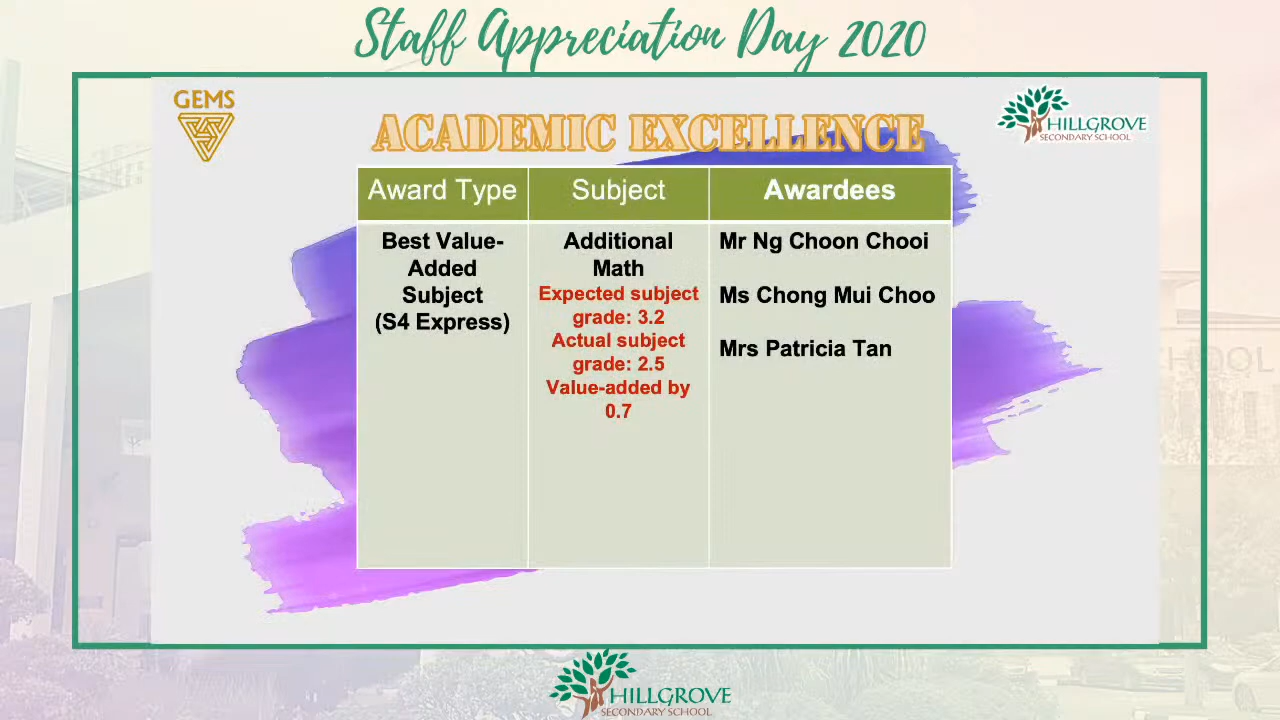 Staff Appreciation Day 2020
GEMS
HILLGROVE
SECONDARY SCHOOL
ACADEMIC EXCELLENCE
Award Type
Subject
Awardees
Best Value-
Added
Subject
(S4 Express)
Additional
Math
Expected subject
grade: 3.2
Actual subject
grade: 2.5
Value-added by
0.7
Mr Ng Choon Chooi
Ms Chong Mui Choo
Mrs Patricia Tan
SCHOOL
HILLGROVE
SECONDARY SCHOOL